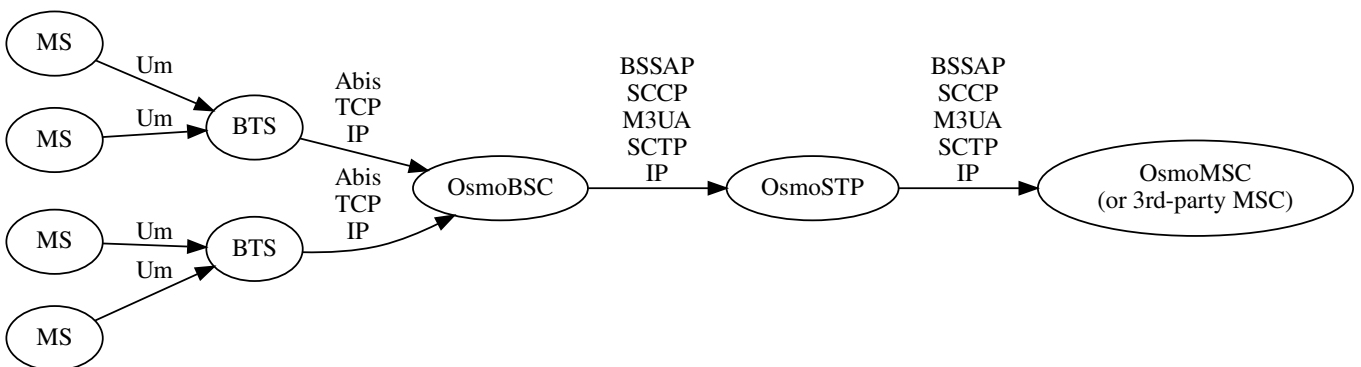 MS
Um
MS
Um
BTS
Abis
TCP
IP
MS
Um
MS
Um
BTS
Abis
TCP
IP
OsmoBSC
BSSAP
SCCP
M3UA
SCTP
IP
OsmoSTP
BSSAP
SCCP
M3UA
SCTP
IP
OsmoMSC
(or 3rd-party MSC)